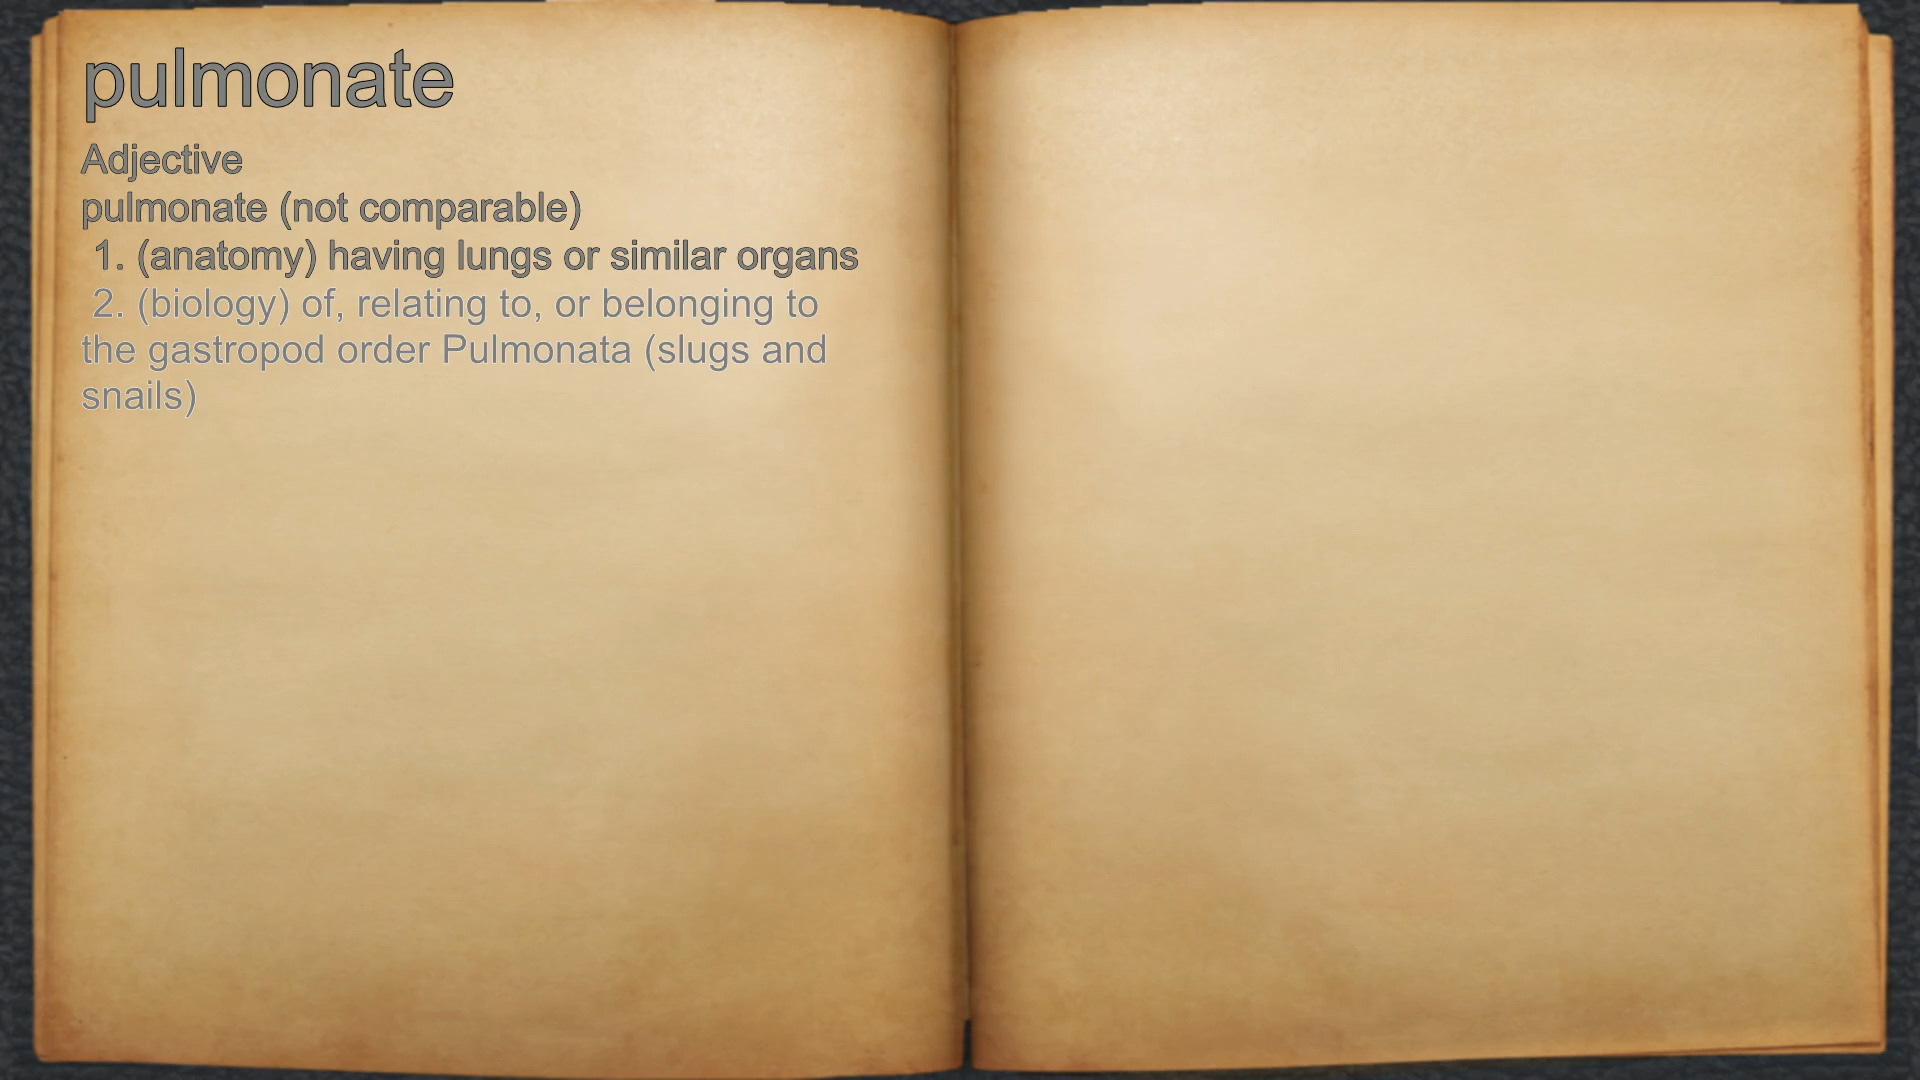 pulmonate
Adjective
pulmonate (not comparable)
1. (anatomy) having lungs or similar organs
2. (biology) of, relating to, or belonging to
the gastropod order Pulmonata (slugs and
snails)